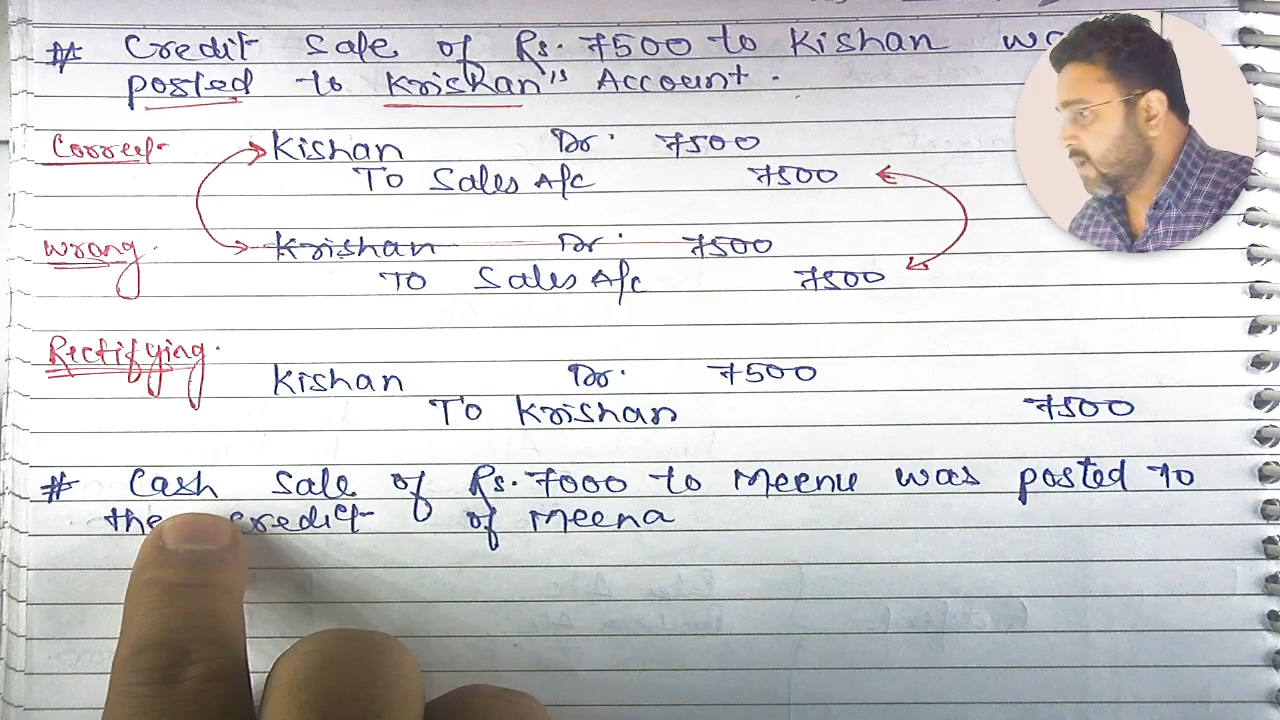 # Credit Sale of Rs. 7500 to Kishan
posted to Krishan's Account.
Correct Kishan Dr. 7500
To Sales A/c 7500
Wrong. Krishan Dr. 7500
To Sales A/c 7500
Rectifying.
Kishan Dr. 7500
To Krishan 7500
# Cash Sale of Rs. 7000 to Meenu was posted to
the credit of Meena